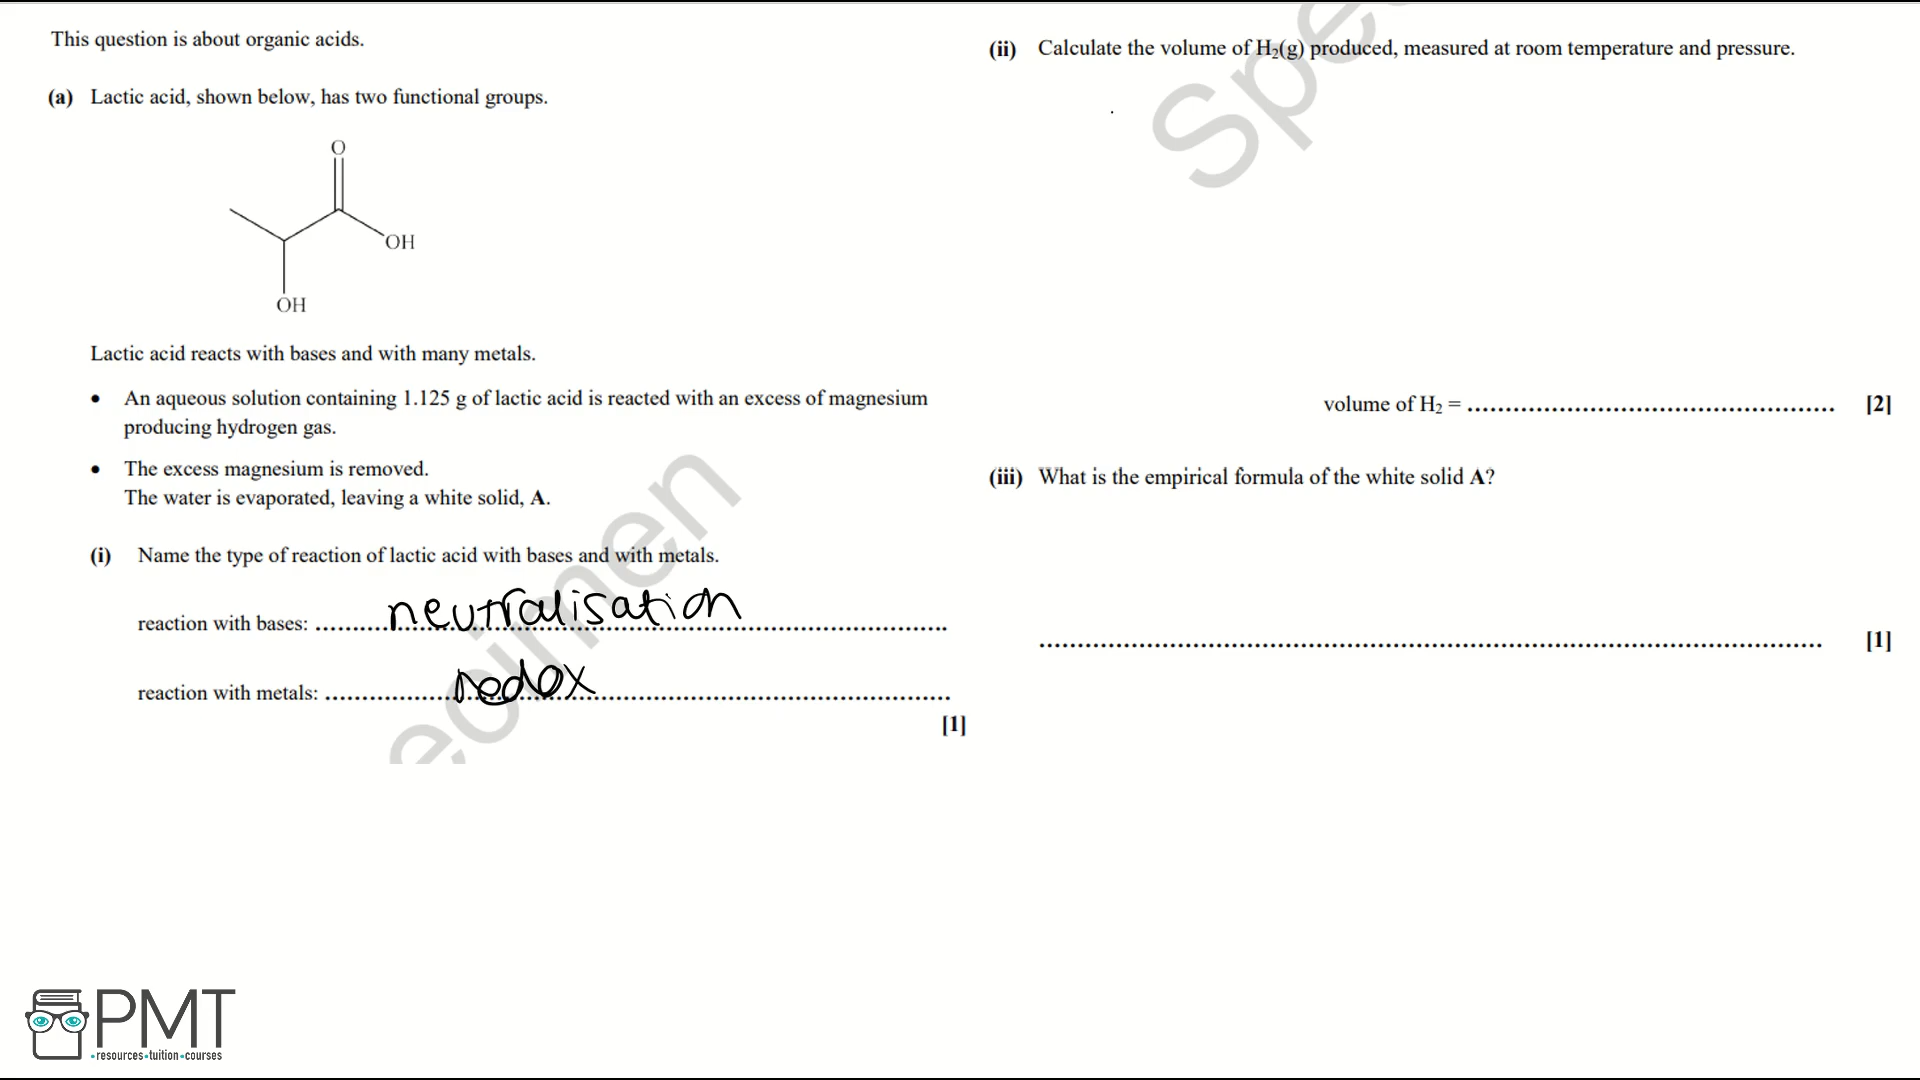 This question is about organic acids.
(a) Lactic acid, shown below, has two functional groups.
O
OH
OH
Lactic acid reacts with bases and with many metals.
• An aqueous solution containing 1.125 g of lactic acid is reacted with an excess of magnesium
producing hydrogen gas.
• The excess magnesium is removed.
The water is evaporated, leaving a white solid, A.
(i) Name the type of reaction of lactic acid with bases and with metals.
reaction with bases: neutralisation
reaction with metals: redox
[1]
(ii) Calculate the volume of H₂(g) produced, measured at room temperature and pressure.
volume of H₂ = [2]
(iii) What is the empirical formula of the white solid A?
[1]
Spe
ecimen
PMT
•resources•tuition•courses